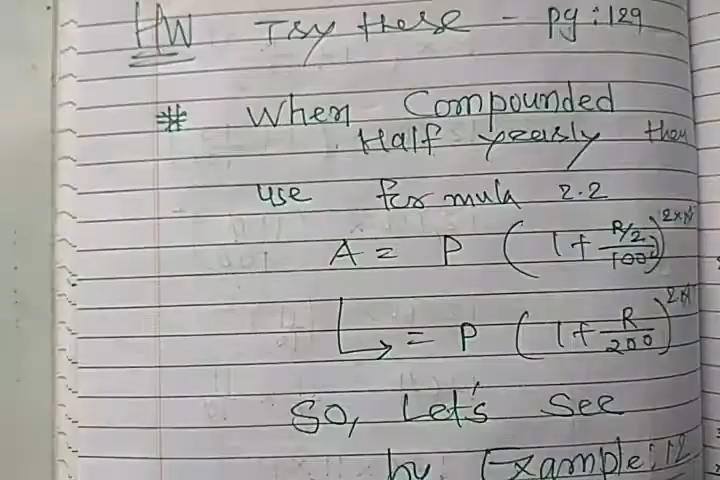 HW Try these - pg: 129
* When Compounded
Half yearly then
use formula 2.2
A = P (1 + R/2/100)^2×N
= P (1 + R/200)^2×N
So, Let's see
by Example: 12